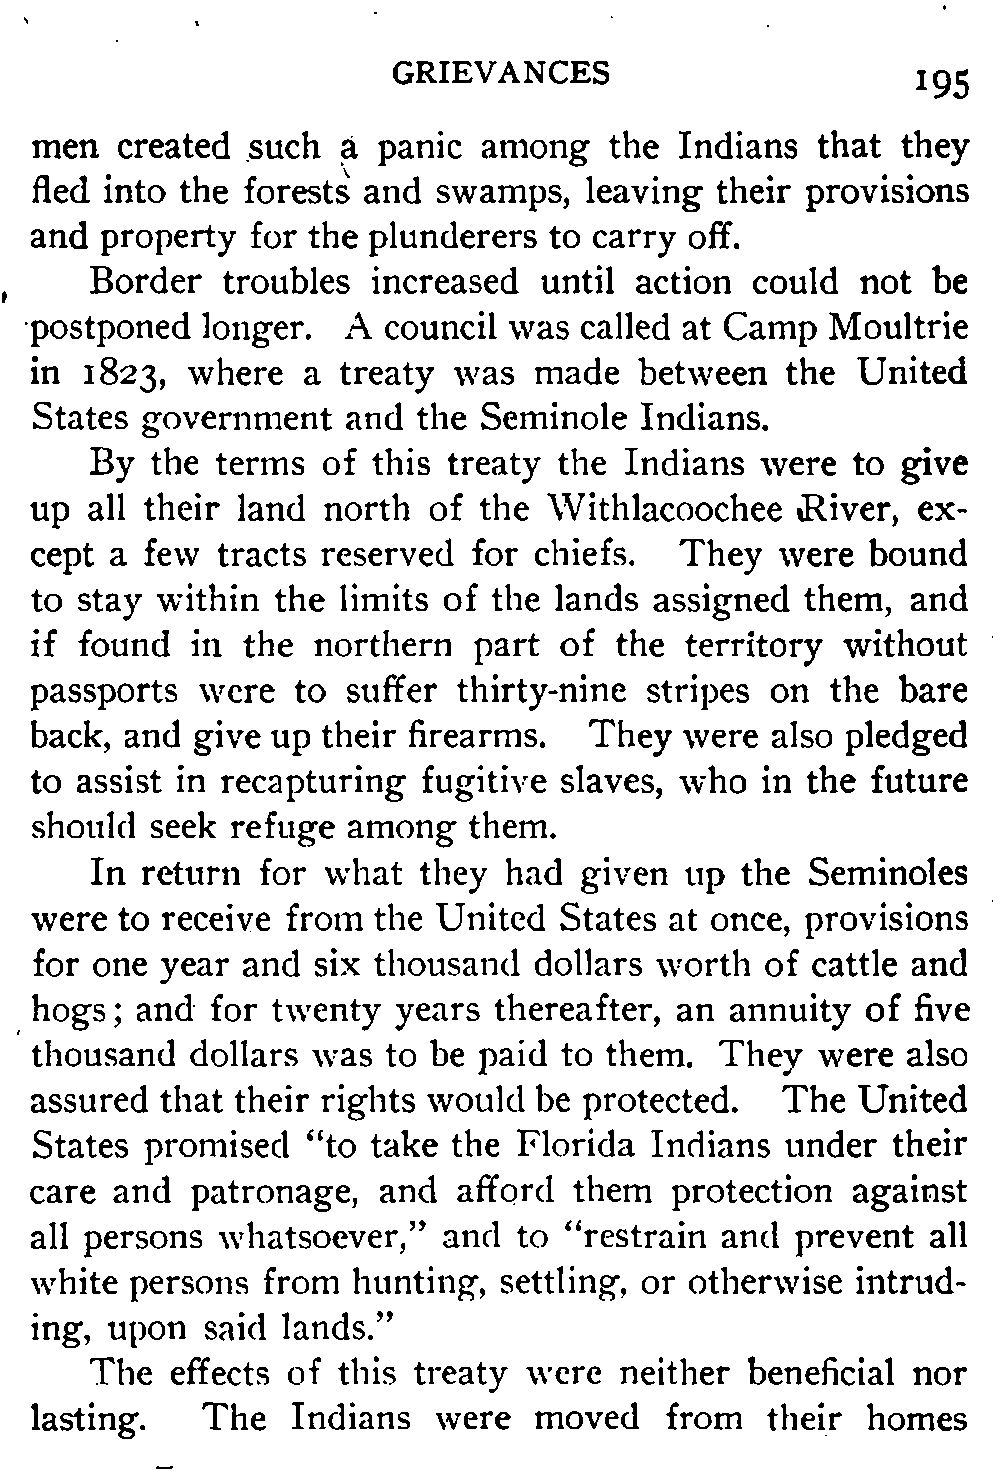 GRIEVANCES 195
men created such a panic among the Indians that they
fled into the forests and swamps, leaving their provisions
and property for the plunderers to carry off.
Border troubles increased until action could not be
postponed longer. A council was called at Camp Moultrie
in 1823, where a treaty was made between the United
States government and the Seminole Indians.
By the terms of this treaty the Indians were to give
up all their land north of the Withlacoochee River, ex-
cept a few tracts reserved for chiefs. They were bound
to stay within the limits of the lands assigned them, and
if found in the northern part of the territory without
passports were to suffer thirty-nine stripes on the bare
back, and give up their firearms. They were also pledged
to assist in recapturing fugitive slaves, who in the future
should seek refuge among them.
In return for what they had given up the Seminoles
were to receive from the United States at once, provisions
for one year and six thousand dollars worth of cattle and
hogs; and for twenty years thereafter, an annuity of five
thousand dollars was to be paid to them. They were also
assured that their rights would be protected. The United
States promised "to take the Florida Indians under their
care and patronage, and afford them protection against
all persons whatsoever," and to "restrain and prevent all
white persons from hunting, settling, or otherwise intrud-
ing, upon said lands."
The effects of this treaty were neither beneficial nor
lasting. The Indians were moved from their homes